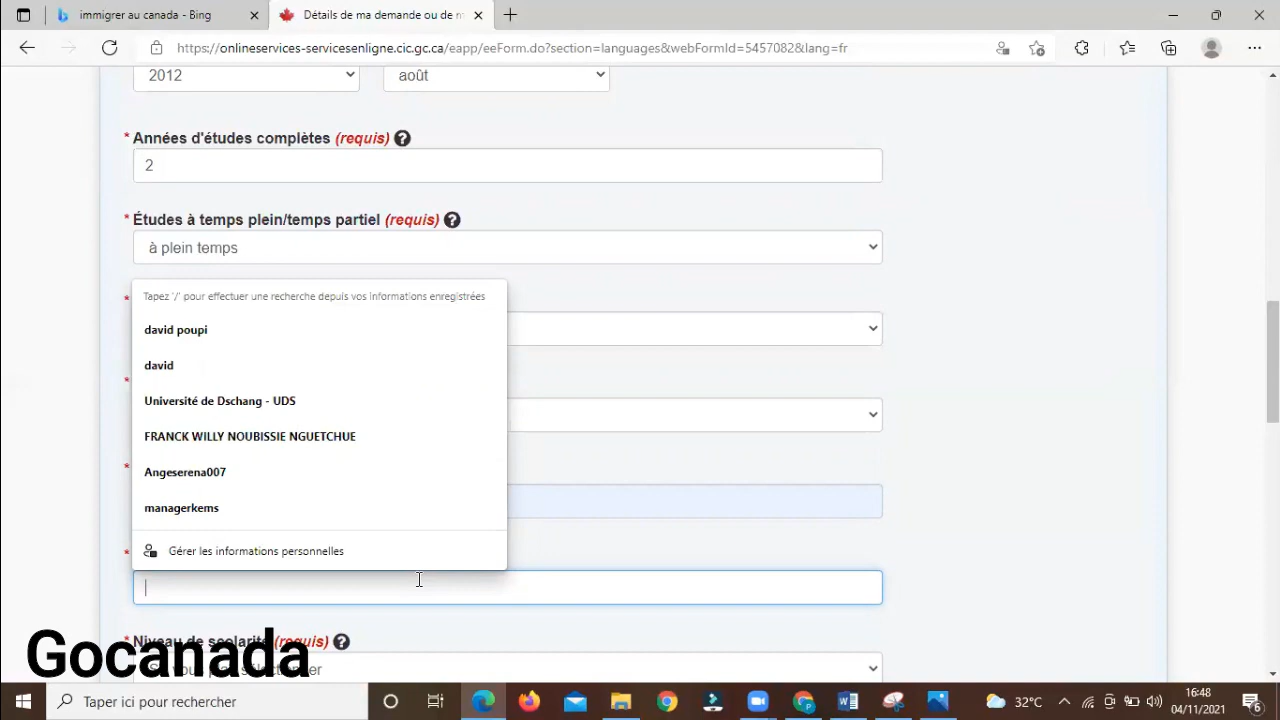 immigrer au canada - Bing
Détails de ma demande ou de m
https://onlineservices-servicesenligne.cic.gc.ca/eapp/eeForm.do?section=languages&webFormId=5457082&lang=fr
2012
août
* Années d'études complètes (requis) ?
2
* Études à temps plein/temps partiel (requis) ?
à plein temps
*
Tapez '/' pour effectuer une recherche depuis vos informations enregistrées
david poupi
david
*
Université de Dschang - UDS
FRANCK WILLY NOUBISSIE NGUETCHUE
*
Angeserena007
managerkems
*
Gérer les informations personnelles
* Niveau de scolarité (requis) ?
Gocanada
Taper ici pour rechercher
32°C
16:48
04/11/2021
6